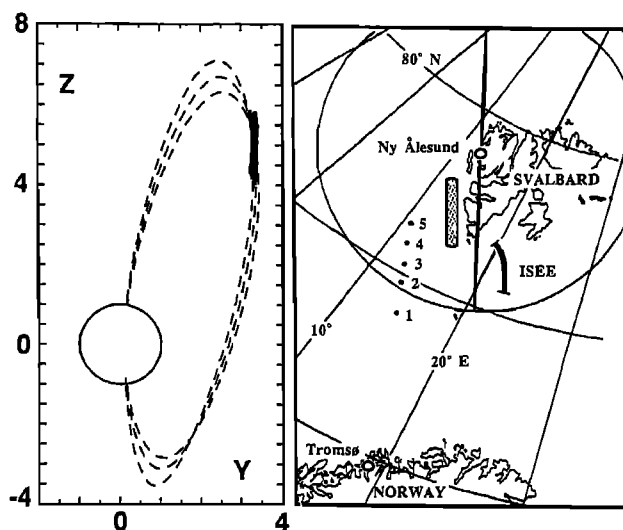 8
Z
4
0
Y
-4
0
4
80° N
Ny Ålesund
SVALBARD
5
4
3
2
1
ISEE
10°
20° E
Tromsø
NORWAY